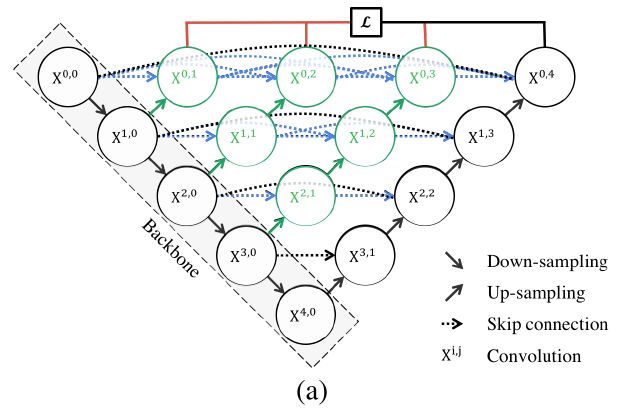 ℒ
X^0,0 X^0,1 X^0,2 X^0,3 X^0,4
X^1,0 X^1,1 X^1,2 X^1,3
X^2,0 X^2,1 X^2,2
X^3,0 X^3,1
X^4,0
Backbone
Down-sampling
Up-sampling
Skip connection
X^i,j Convolution
(a)